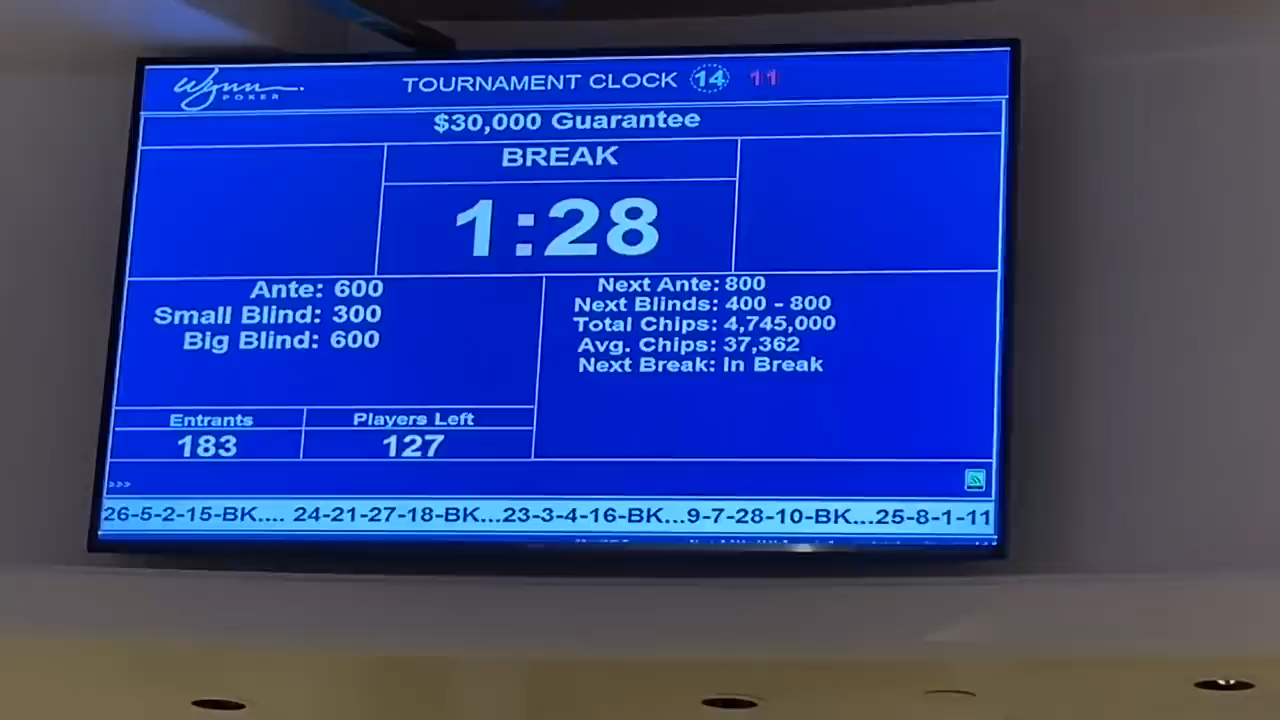 Wynn
POKER
TOURNAMENT CLOCK 14 11
$30,000 Guarantee
BREAK
1:28
Ante: 600
Small Blind: 300
Big Blind: 600
Next Ante: 800
Next Blinds: 400 - 800
Total Chips: 4,745,000
Avg. Chips: 37,362
Next Break: In Break
Entrants
183
Players Left
127
>>>
26-5-2-15-BK.... 24-21-27-18-BK...23-3-4-16-BK...9-7-28-10-BK...25-8-1-11